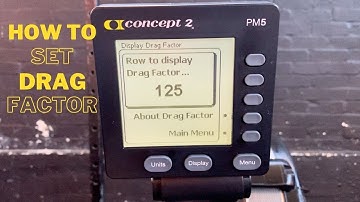 HOW TO
SET
DRAG
FACTOR
concept 2
PM5
Display Drag Factor
Row to display
Drag Factor...
125
About Drag Factor
Main Menu
Units
Display
Menu